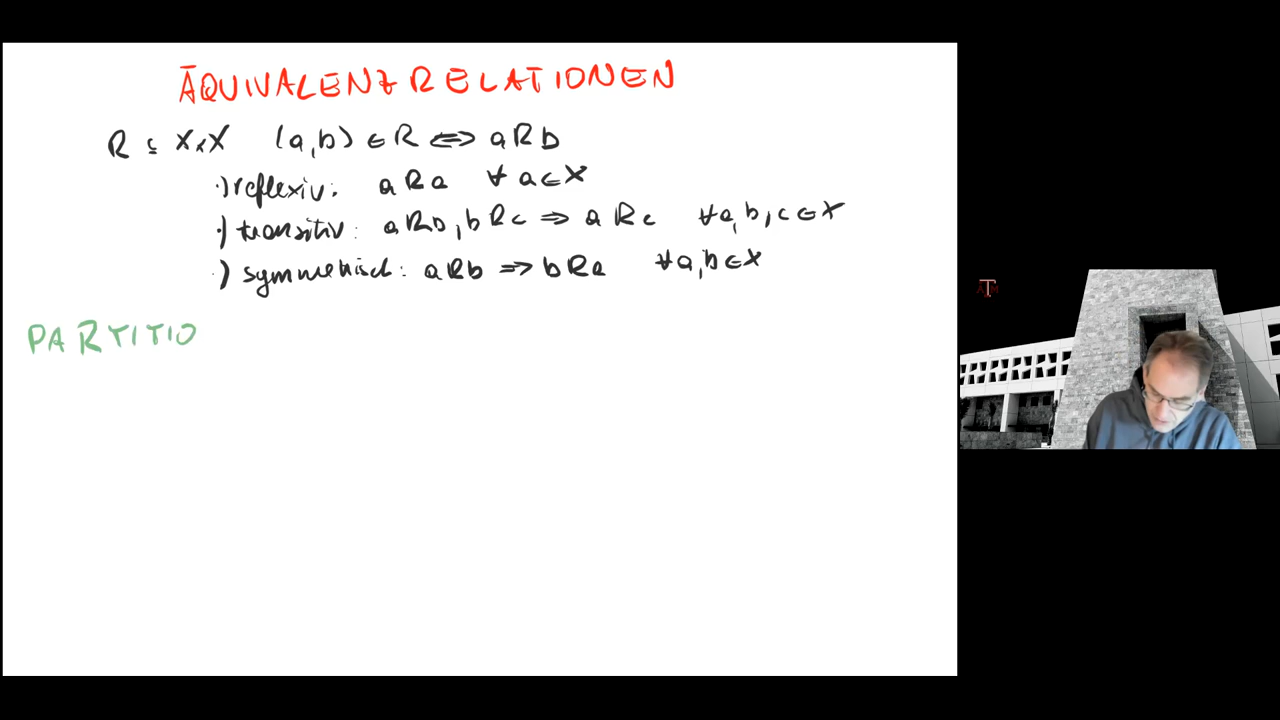 ÄQUIVALENZRELATIONEN
R ⊆ X×X (a,b) ∈ R ⟺ aRb
·) reflexiv: aRa ∀ a∈X
·) transitiv: aRb, bRc ⟹ aRc ∀a,b,c∈X
·) symmetrisch: aRb ⟹ bRa ∀a,b∈X
PARTITIO